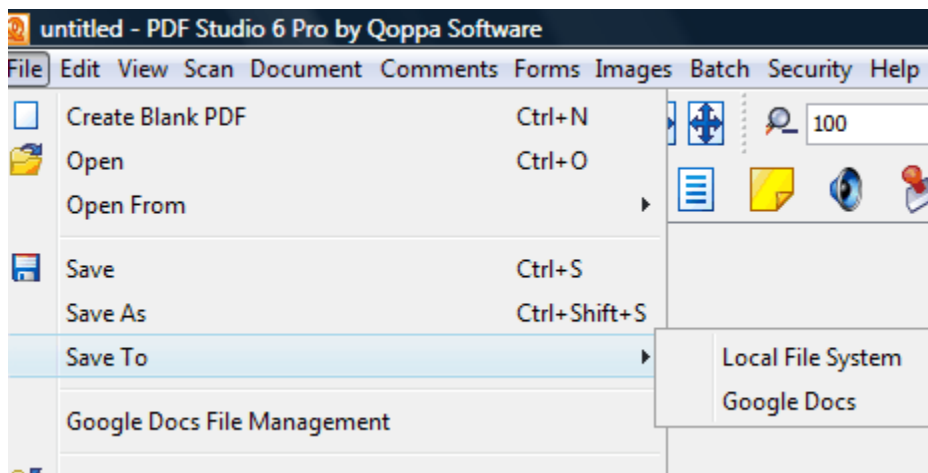 untitled - PDF Studio 6 Pro by Qoppa Software
File Edit View Scan Document Comments Forms Images Batch Security Help
Create Blank PDF Ctrl+N
100
Open Ctrl+O
Open From
Save Ctrl+S
Save As Ctrl+Shift+S
Save To
Local File System
Google Docs
Google Docs File Management